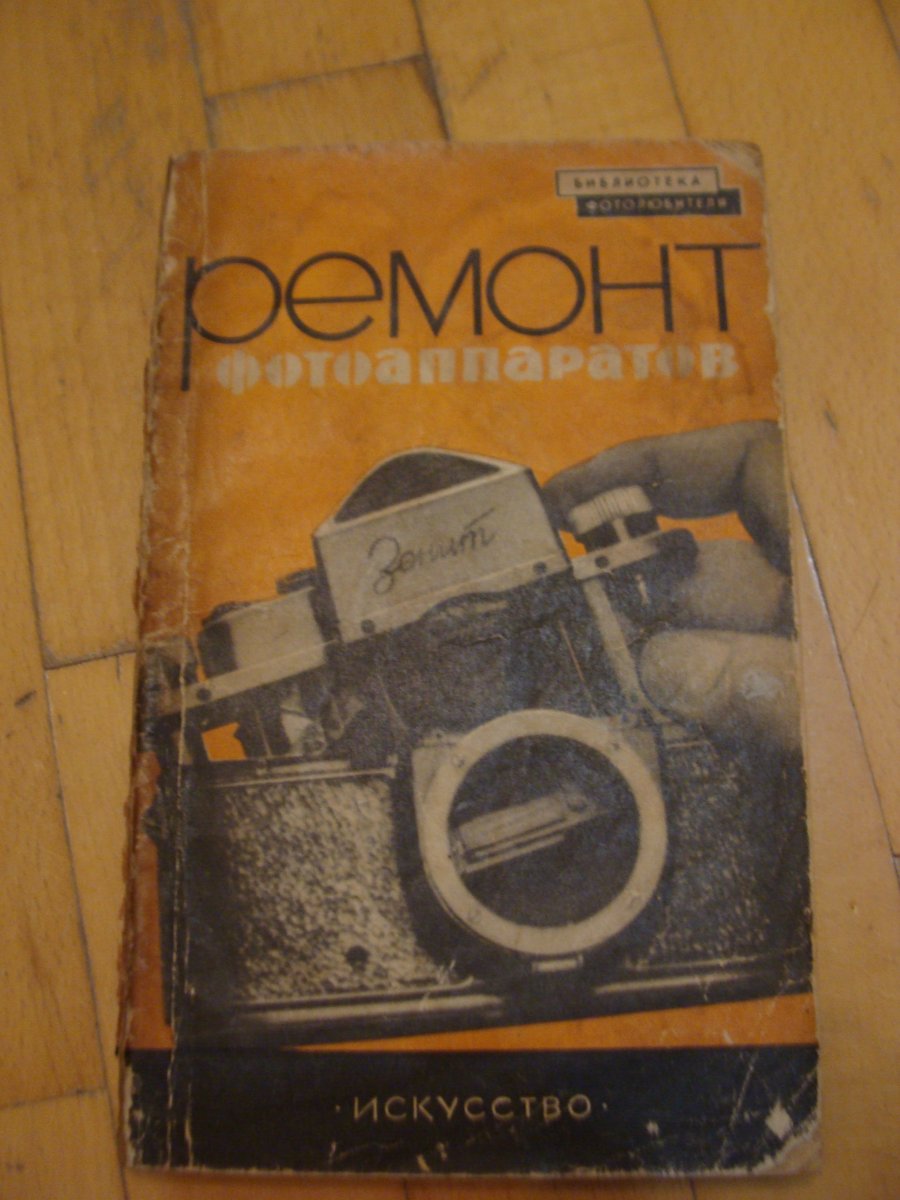 БИБЛИОТЕКА
ФОТОЛЮБИТЕЛЯ
ремонт
фотоаппаратов
Зенит
· ИСКУССТВО ·